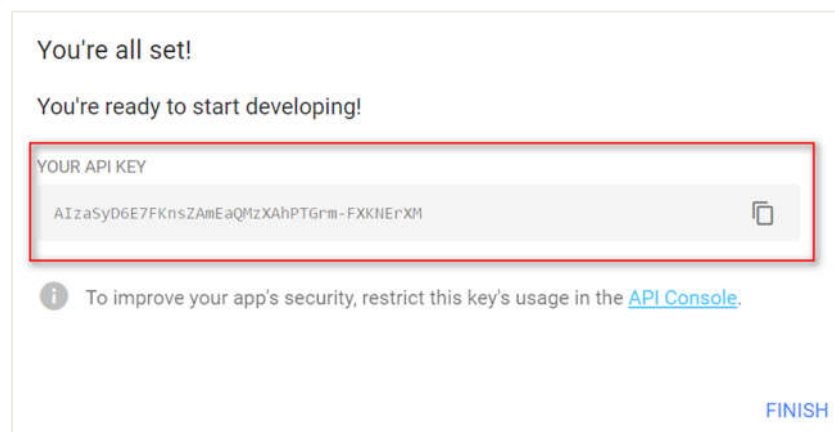 You're all set!
You're ready to start developing!
YOUR API KEY
AIzaSyD6E7FKnsZAmEaQMzXAhPTGrm-FXKNErXM
To improve your app's security, restrict this key's usage in the API Console.
FINISH